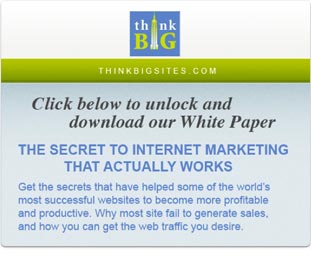 think
BIG
THINKBIGSITES.COM
Click below to unlock and
download our White Paper
THE SECRET TO INTERNET MARKETING
THAT ACTUALLY WORKS
Get the secrets that have helped some of the world's
most successful websites to become more profitable
and productive. Why most site fail to generate sales,
and how you can get the web traffic you desire.